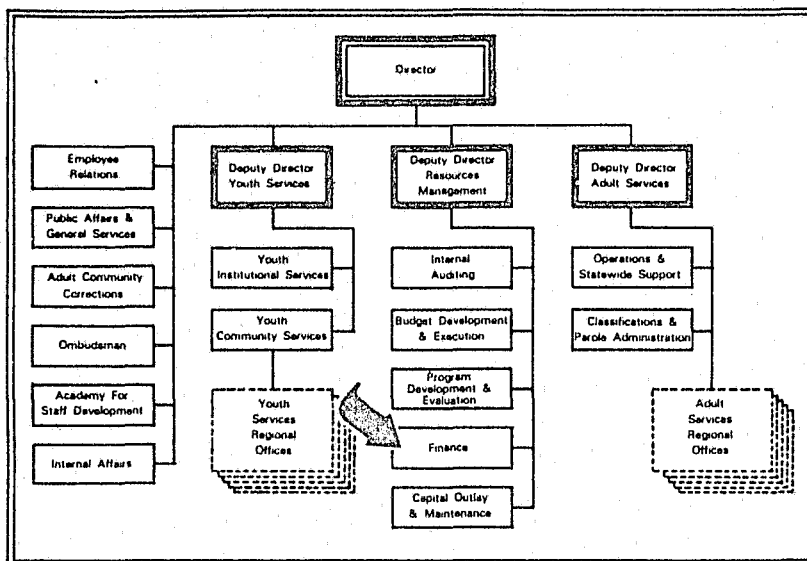 Director
Employee
Relations
Public Affairs &
General Services
Adult Community
Corrections
Ombudsman
Academy For
Staff Development
Internal Affairs
Deputy Director
Youth Services
Youth
Institutional Services
Youth
Community Services
Youth
Services
Regional
Offices
Deputy Director
Resources
Management
Internal
Auditing
Budget Development
& Execution
Program
Development &
Evaluation
Finance
Capital Outlay
& Maintenance
Deputy Director
Adult Services
Operations &
Statewide Support
Classifications &
Parole Administration
Adult
Services
Regional
Offices